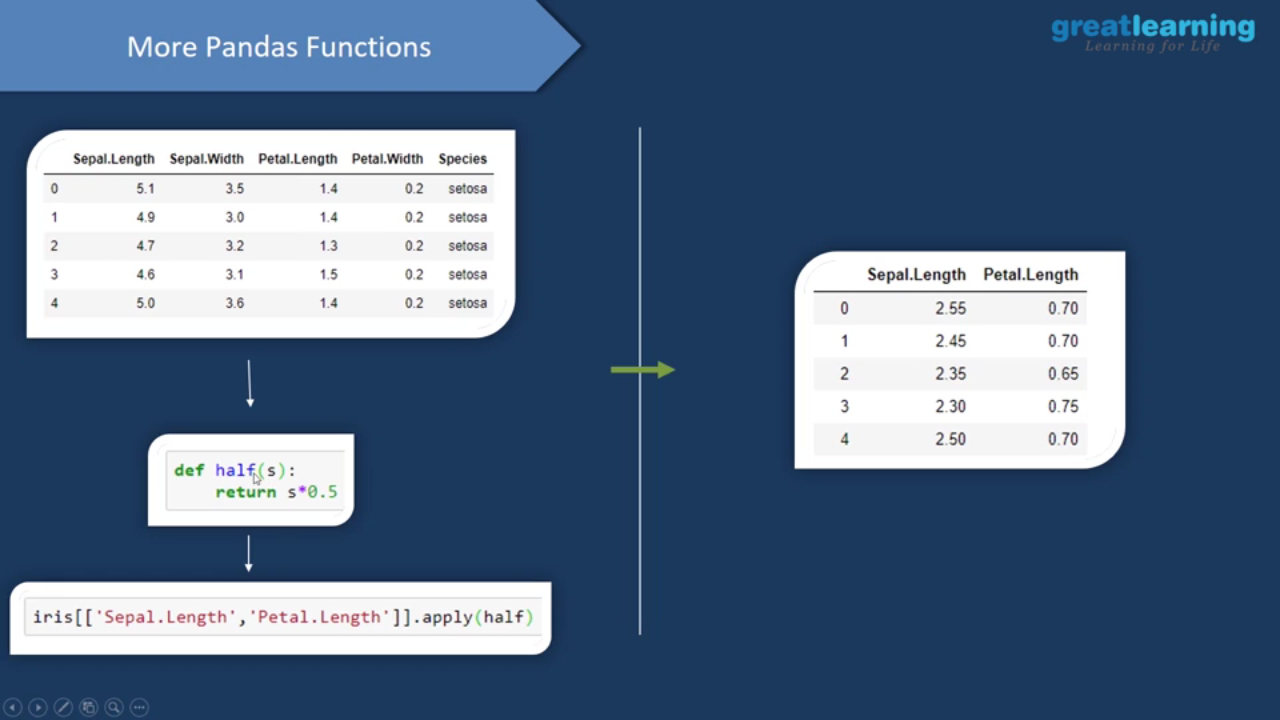 More Pandas Functions
greatlearning
Learning for Life
Sepal.Length Sepal.Width Petal.Length Petal.Width Species
0 5.1 3.5 1.4 0.2 setosa
1 4.9 3.0 1.4 0.2 setosa
2 4.7 3.2 1.3 0.2 setosa
3 4.6 3.1 1.5 0.2 setosa
4 5.0 3.6 1.4 0.2 setosa
def half(s):
    return s*0.5
iris[['Sepal.Length','Petal.Length']].apply(half)
Sepal.Length Petal.Length
0 2.55 0.70
1 2.45 0.70
2 2.35 0.65
3 2.30 0.75
4 2.50 0.70